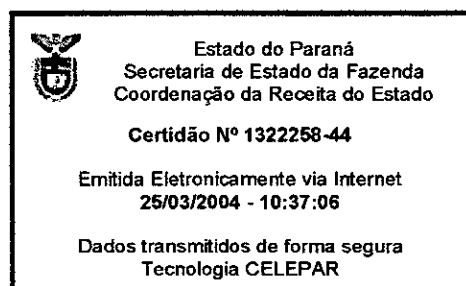 Estado do Paraná
Secretaria de Estado da Fazenda
Coordenação da Receita do Estado
Certidão Nº 1322258-44
Emitida Eletronicamente via Internet
25/03/2004 - 10:37:06
Dados transmitidos de forma segura
Tecnologia CELEPAR